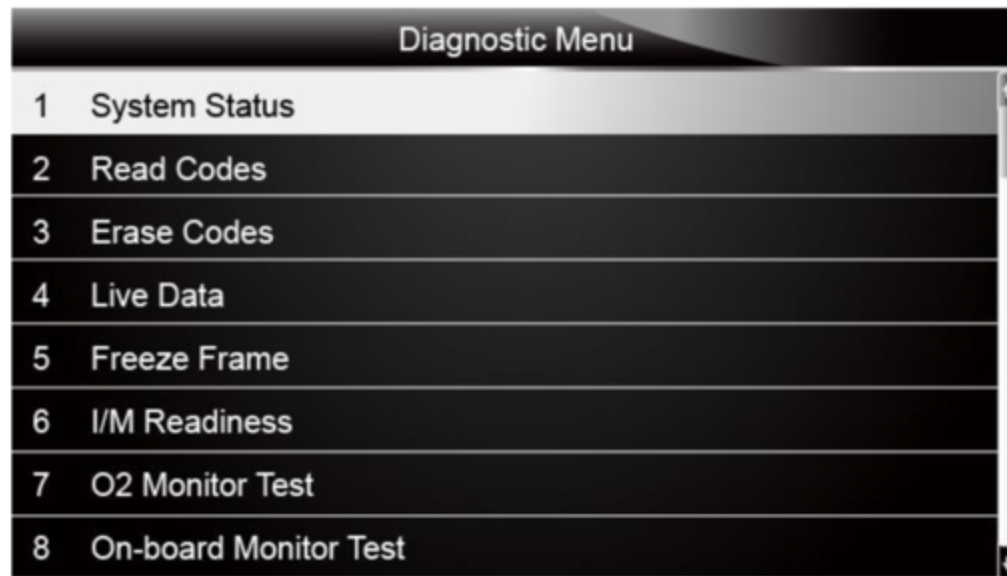 Diagnostic Menu
1 System Status
2 Read Codes
3 Erase Codes
4 Live Data
5 Freeze Frame
6 I/M Readiness
7 O2 Monitor Test
8 On-board Monitor Test